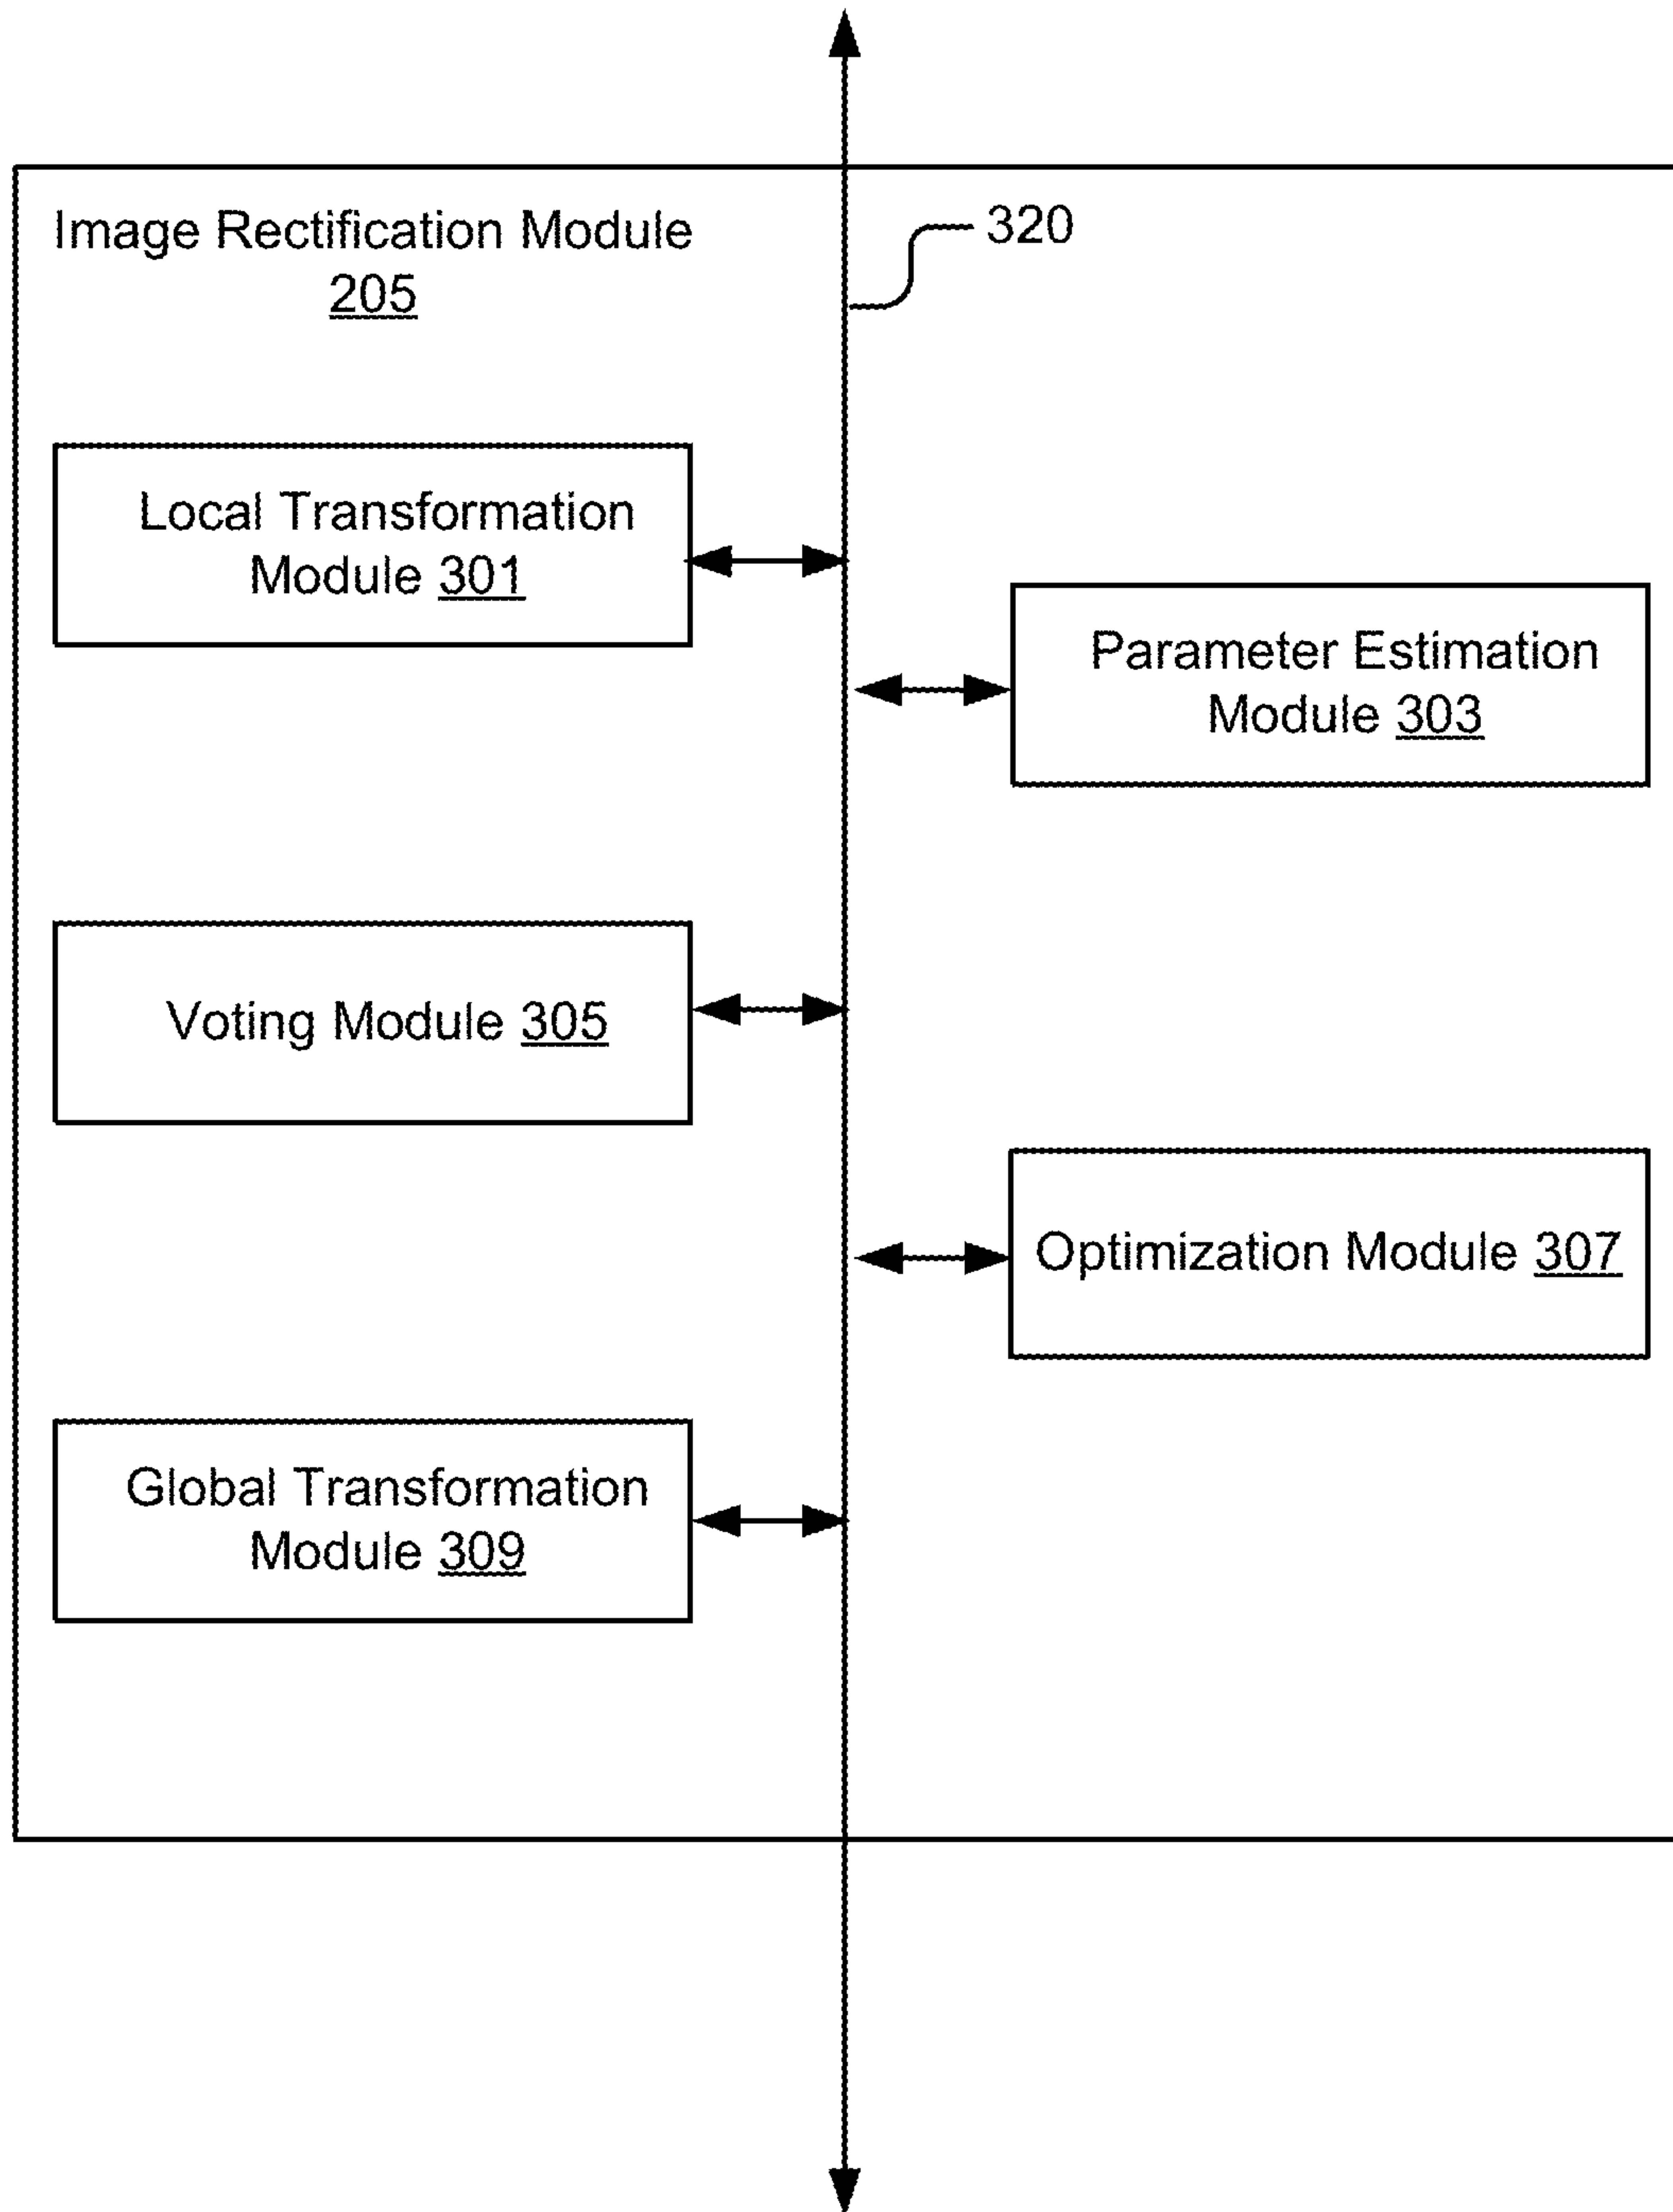 Image Rectification Module
205
320
Local Transformation
Module 301
Parameter Estimation
Module 303
Voting Module 305
Optimization Module 307
Global Transformation
Module 309